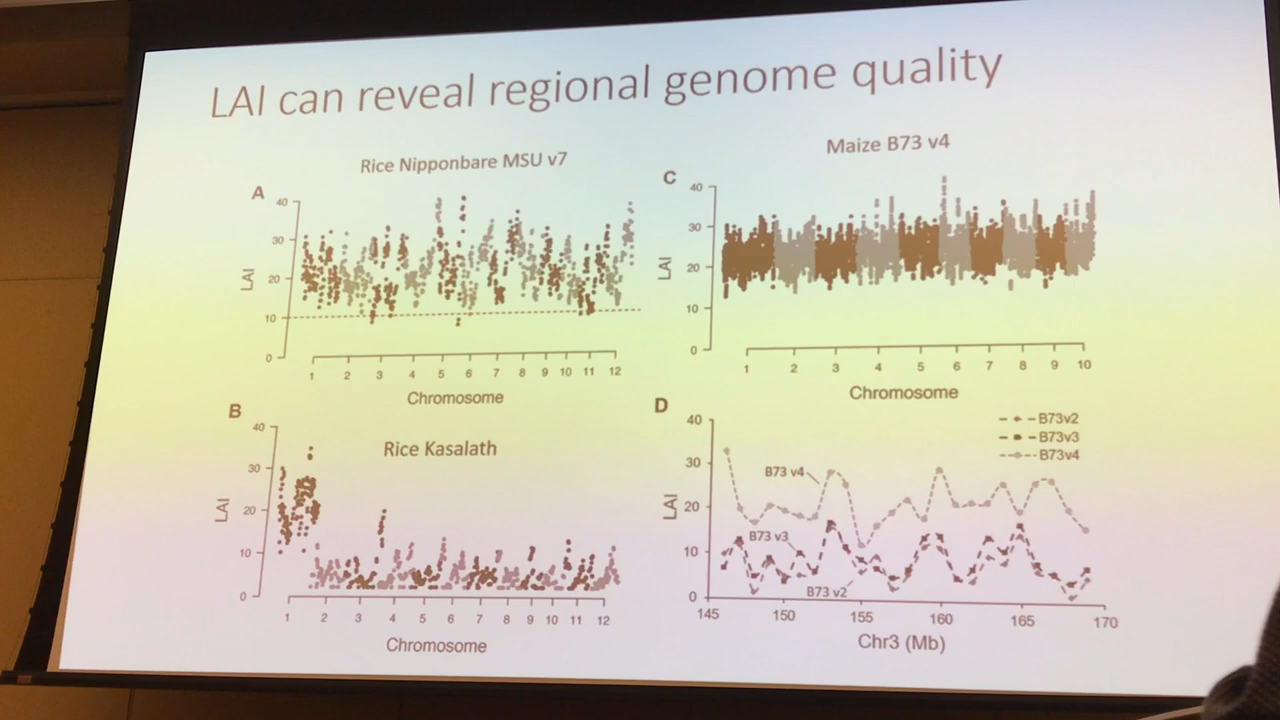 LAI can reveal regional genome quality
Rice Nipponbare MSU v7
A
LAI
40
30
20
10
0
1 2 3 4 5 6 7 8 9 10 11 12
Chromosome
Maize B73 v4
C
LAI
40
30
20
10
0
1 2 3 4 5 6 7 8 9 10
Chromosome
B
Rice Kasalath
LAI
40
30
20
10
0
1 2 3 4 5 6 7 8 9 10 11 12
Chromosome
D
LAI
40
30
20
10
0
B73v2
B73v3
B73v4
B73 v4
B73 v3
B73 v2
145 150 155 160 165 170
Chr3 (Mb)